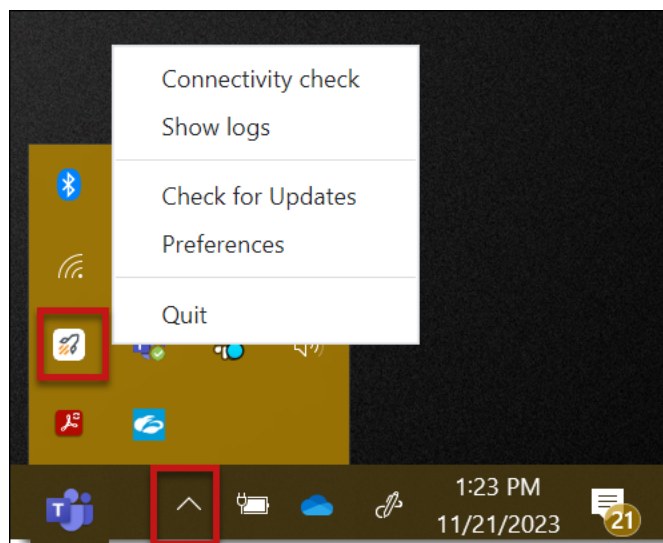 Connectivity check
Show logs
Check for Updates
Preferences
Quit
T
1:23 PM
11/21/2023
21